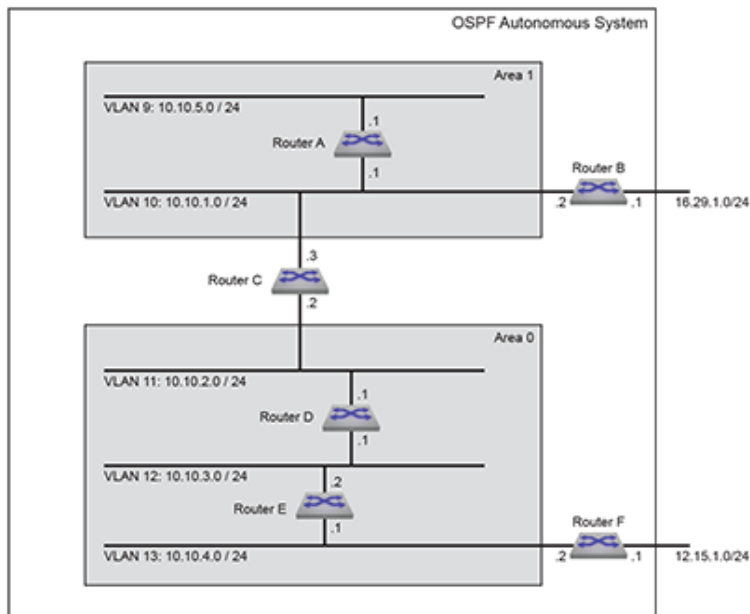 OSPF Autonomous System
Area 1
VLAN 9: 10.10.5.0 / 24
.1
Router A
.1
Router B
VLAN 10: 10.10.1.0 / 24
.2
.1
16.29.1.0/24
.3
Router C
.2
Area 0
VLAN 11: 10.10.2.0 / 24
.1
Router D
.1
VLAN 12: 10.10.3.0 / 24
.2
Router E
.1
Router F
VLAN 13: 10.10.4.0 / 24
.2
.1
12.15.1.0/24